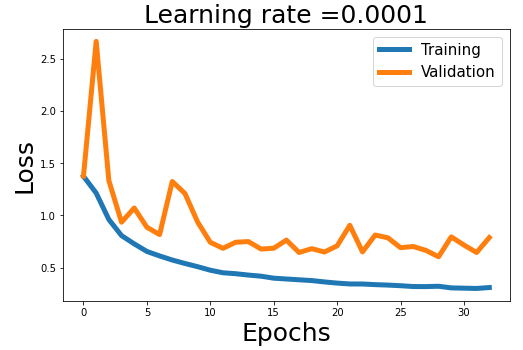 Learning rate =0.0001
Training
Validation
2.5
2.0
1.5
1.0
0.5
Loss
0 5 10 15 20 25 30
Epochs